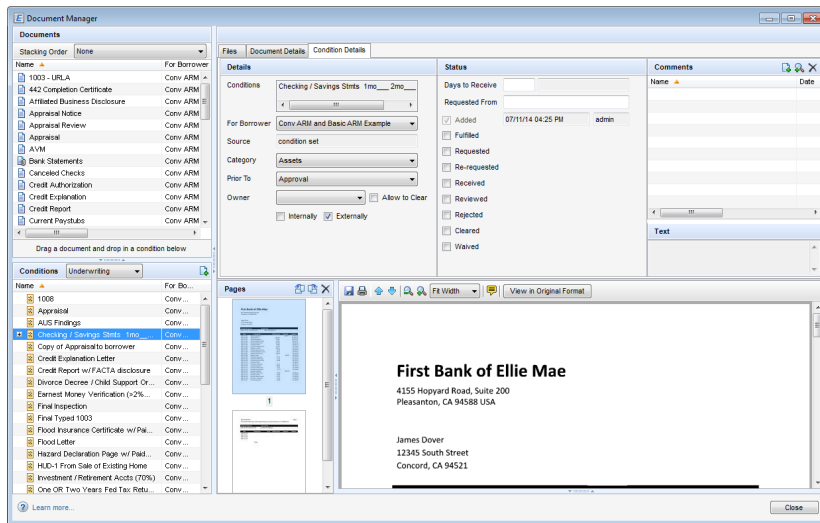 Document Manager
Documents
Stacking Order None
Name For Borrower
1003 - URLA Conv ARM
442 Completion Certificate Conv ARM
Affiliated Business Disclosure Conv ARM
Appraisal Notice Conv ARM
Appraisal Review Conv ARM
Appraisal Conv ARM
AVM Conv ARM
Bank Statements Conv ARM
Canceled Checks Conv ARM
Credit Authorization Conv ARM
Credit Explanation Conv ARM
Credit Report Conv ARM
Current Paystubs Conv ARM
Drag a document and drop in a condition below
Conditions Underwriting
Name For Bo...
1008 Conv...
Appraisal Conv...
AUS Findings Conv...
Checking / Savings Stmts 1mo__... Conv...
Copy of Appraisal to borrower Conv...
Credit Explanation Letter Conv...
Credit Report w/ FACTA disclosure Conv...
Divorce Decree / Child Support Or... Conv...
Earnest Money Verification (=2%... Conv...
Final Inspection Conv...
Final Typed 1003 Conv...
Flood Insurance Certificate w/ Pai... Conv...
Flood Letter Conv...
Hazard Declaration Page w/ Paid... Conv...
HUD-1 From Sale of Existing Home Conv...
Investment / Retirement Accts (70%) Conv...
One OR Two Years Fed Tax Retu... Conv...
Learn more...
Files Document Details Condition Details
Details
Conditions Checking / Savings Stmts 1mo___ 2mo__
For Borrower Conv ARM and Basic ARM Example
Source condition set
Category Assets
Prior To Approval
Owner Allow to Clear
Internally Externally
Status
Days to Receive
Requested From
Added 07/11/14 04:25 PM admin
Fulfilled
Requested
Re-requested
Received
Reviewed
Rejected
Cleared
Waived
Comments
Name Date
Text
Pages
1
Fit Width View in Original Format
First Bank of Ellie Mae
4155 Hopyard Road, Suite 200
Pleasanton, CA 94588 USA
James Dover
12345 South Street
Concord, CA 94521
Close